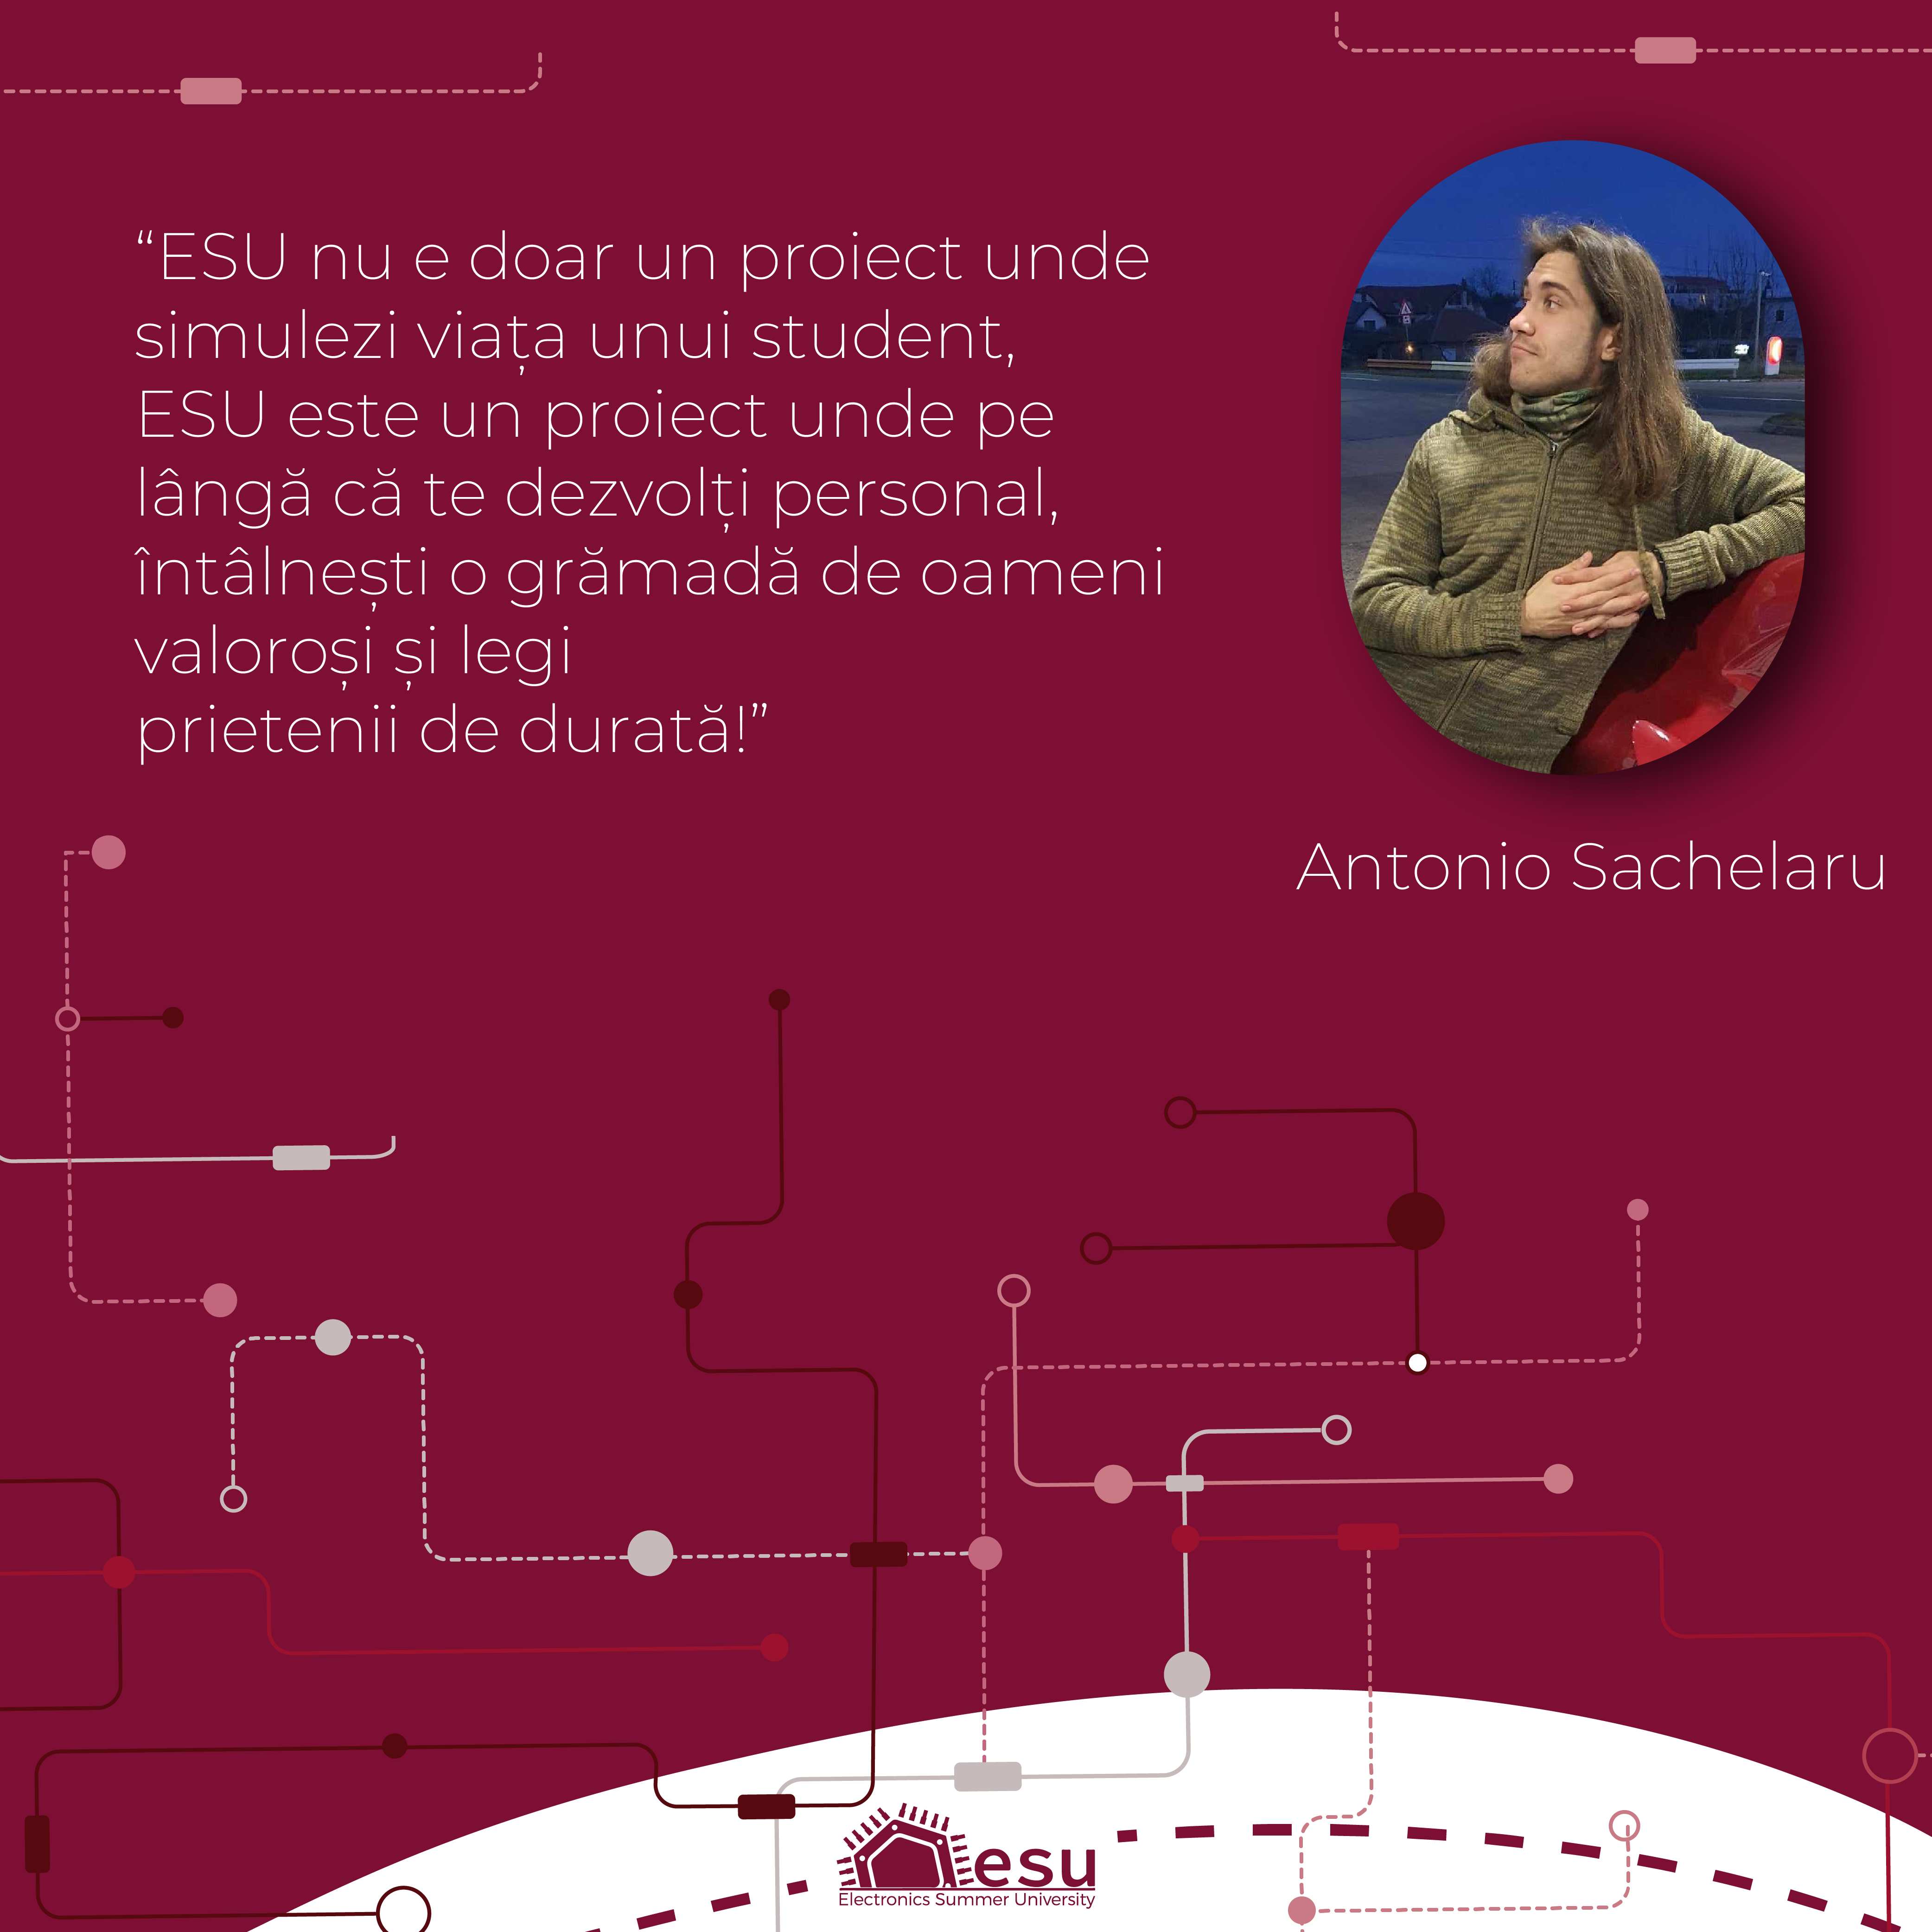 “ESU nu e doar un proiect unde
simulezi viața unui student,
ESU este un proiect unde pe
lângă că te dezvolți personal,
întâlnești o grămadă de oameni
valoroși și legi
prietenii de durată!”
Antonio Sachelaru
esu
Electronics Summer University